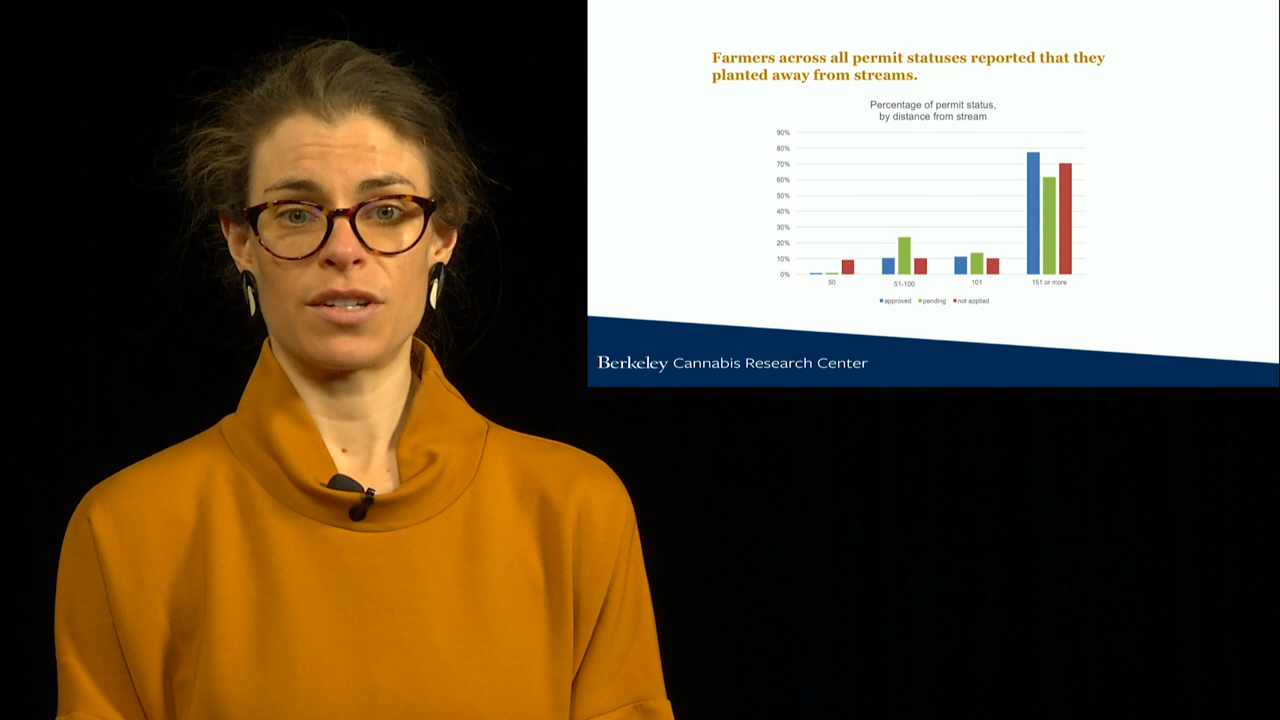 Farmers across all permit statuses reported that they
planted away from streams.
Percentage of permit status,
by distance from stream
90%
80%
70%
60%
50%
40%
30%
20%
10%
0%
50
51-100
101
151 or more
approved pending not applied
Berkeley Cannabis Research Center